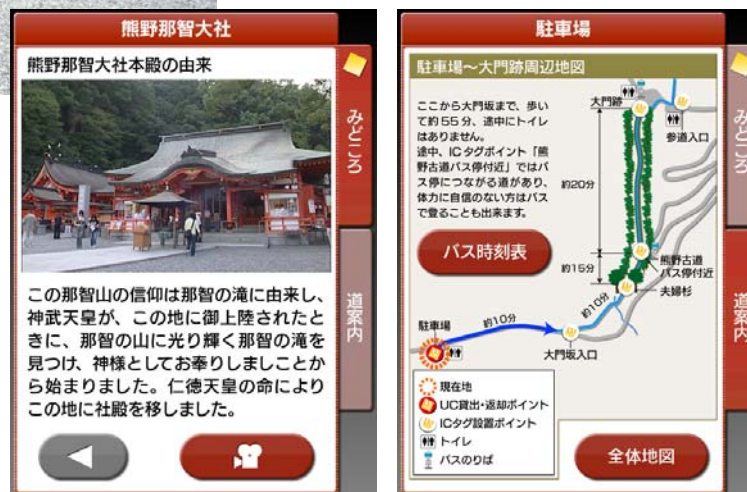 熊野那智大社
熊野那智大社本殿の由来
この那智山の信仰は那智の滝に由来し、
神武天皇が、この地に御上陸されたと
きに、那智の山に光り輝く那智の滝を
見つけ、神様としてお奉りしましことか
ら始まりました。仁徳天皇の命により
この地に社殿を移しました。
みどころ
道案内
駐車場
駐車場～大門跡周辺地図
ここから大門坂まで、歩い
て約55分、途中にトイレ
はありません。
途中、ICタグポイント「熊
野古道バス停付近」ではバ
ス停につながる道があり、
体力に自信のない方はバス
で登ることも出来ます。
バス時刻表
大門跡
参道入口
約20分
熊野古道
バス停付近
約15分
夫婦杉
約10分
大門坂入口
約10分
駐車場
現在地
UC貸出・返却ポイント
ICタグ設置ポイント
トイレ
バスのりば
全体地図
みどころ
道案内